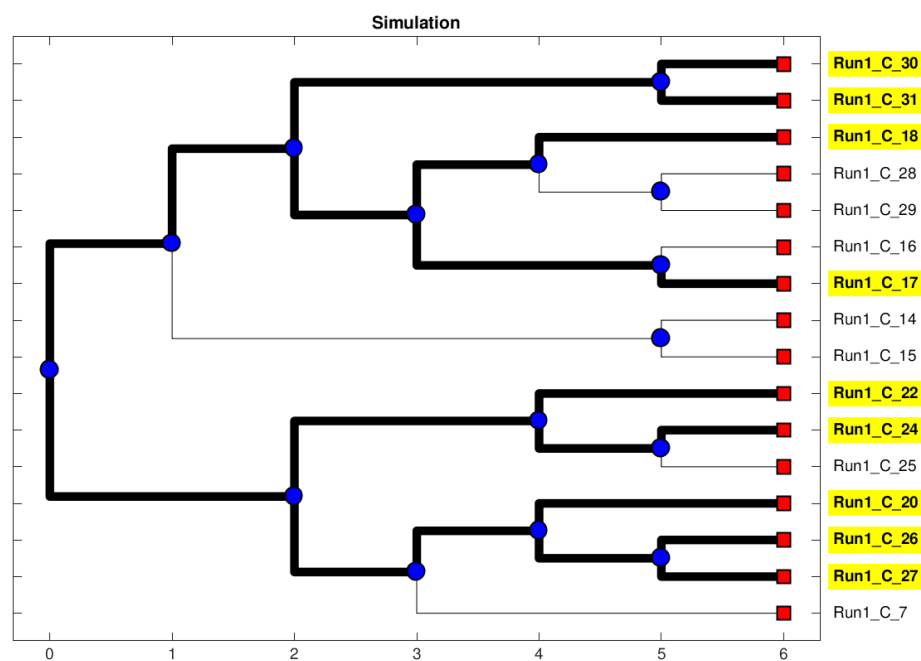 Simulation
Run1_C_30
Run1_C_31
Run1_C_18
Run1_C_28
Run1_C_29
Run1_C_16
Run1_C_17
Run1_C_14
Run1_C_15
Run1_C_22
Run1_C_24
Run1_C_25
Run1_C_20
Run1_C_26
Run1_C_27
Run1_C_7
0 1 2 3 4 5 6